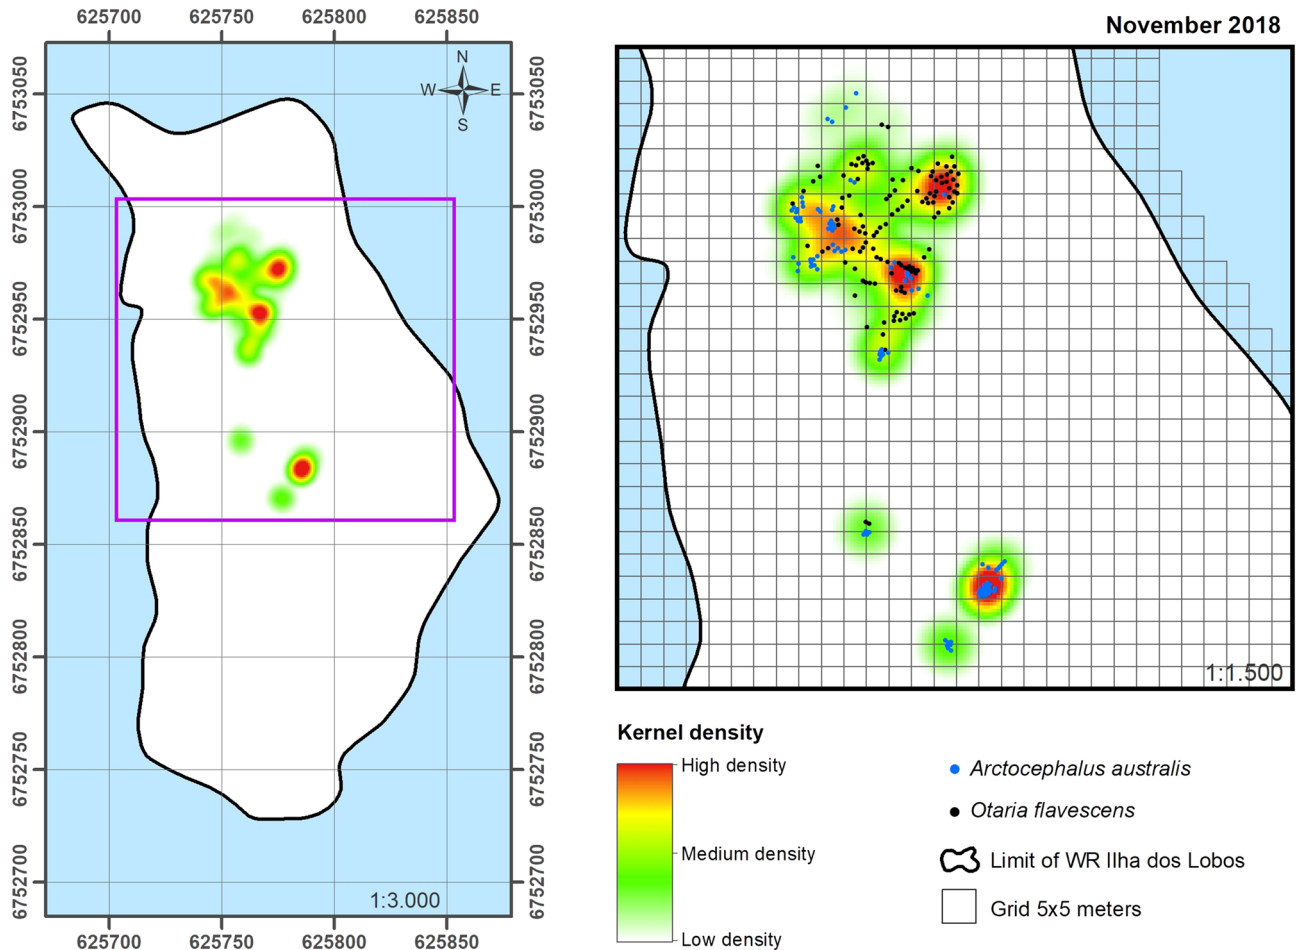 625700 625750 625800 625850
November 2018
6753050
6753050
N
W E
S
6753000
6753000
6752950
6752950
6752900
6752900
6752850
6752850
6752800
6752800
6752750
6752750
6752700
6752700
1:3.000
625700 625750 625800 625850
1:1.500
Kernel density
High density
Medium density
Low density
Arctocephalus australis
Otaria flavescens
Limit of WR Ilha dos Lobos
Grid 5x5 meters